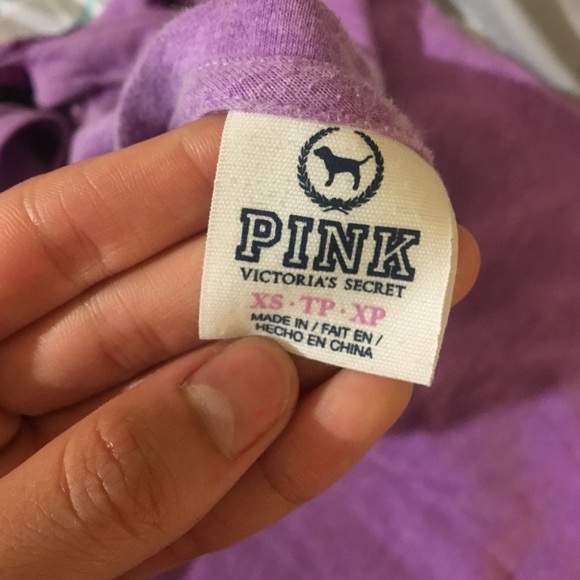 PINK
VICTORIA'S SECRET
XS · TP · XP
MADE IN / FAIT EN /
HECHO EN CHINA